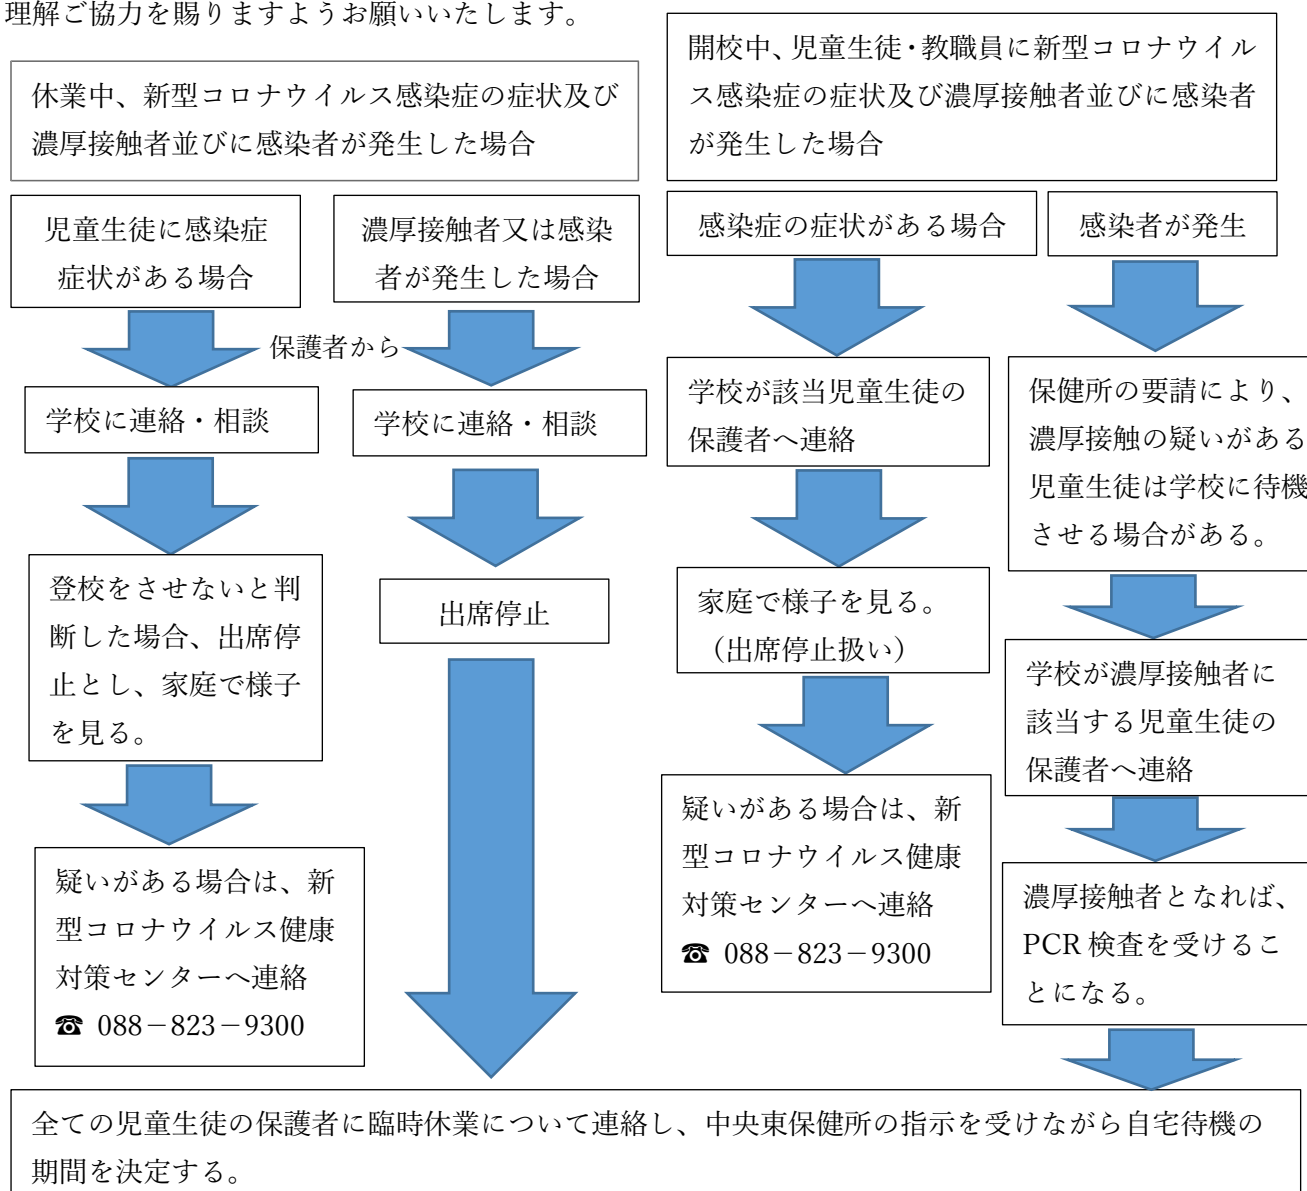 理解ご協力を賜りますようお願いいたします。
休業中、新型コロナウイルス感染症の症状及び
濃厚接触者並びに感染者が発生した場合
児童生徒に感染症
症状がある場合
濃厚接触者又は感染
者が発生した場合
保護者から
学校に連絡・相談
学校に連絡・相談
登校をさせないと判
断した場合、出席停
止とし、家庭で様子
を見る。
出席停止
疑いがある場合は、新
型コロナウイルス健康
対策センターへ連絡
☎ 088－823－9300
開校中、児童生徒・教職員に新型コロナウイル
ス感染症の症状及び濃厚接触者並びに感染者
が発生した場合
感染症の症状がある場合
感染者が発生
学校が該当児童生徒の
保護者へ連絡
家庭で様子を見る。
（出席停止扱い）
疑いがある場合は、新
型コロナウイルス健康
対策センターへ連絡
☎ 088－823－9300
保健所の要請により、
濃厚接触の疑いがある
児童生徒は学校に待機
させる場合がある。
学校が濃厚接触者に
該当する児童生徒の
保護者へ連絡
濃厚接触者となれば、
PCR 検査を受けるこ
とになる。
全ての児童生徒の保護者に臨時休業について連絡し、中央東保健所の指示を受けながら自宅待機の
期間を決定する。